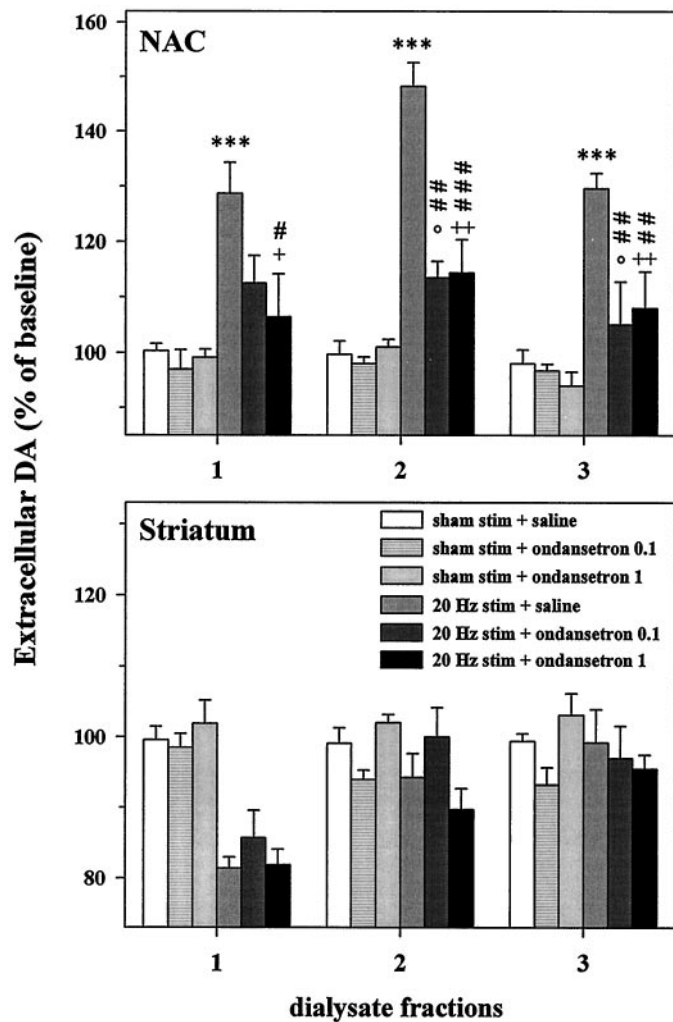 Extracellular DA (% of baseline)
NAC
160
140
120
100
***
***
***
#
+
##
°
###
++
##
°
##
++
1 2 3
Striatum
120
100
80
sham stim + saline
sham stim + ondansetron 0.1
sham stim + ondansetron 1
20 Hz stim + saline
20 Hz stim + ondansetron 0.1
20 Hz stim + ondansetron 1
1 2 3
dialysate fractions